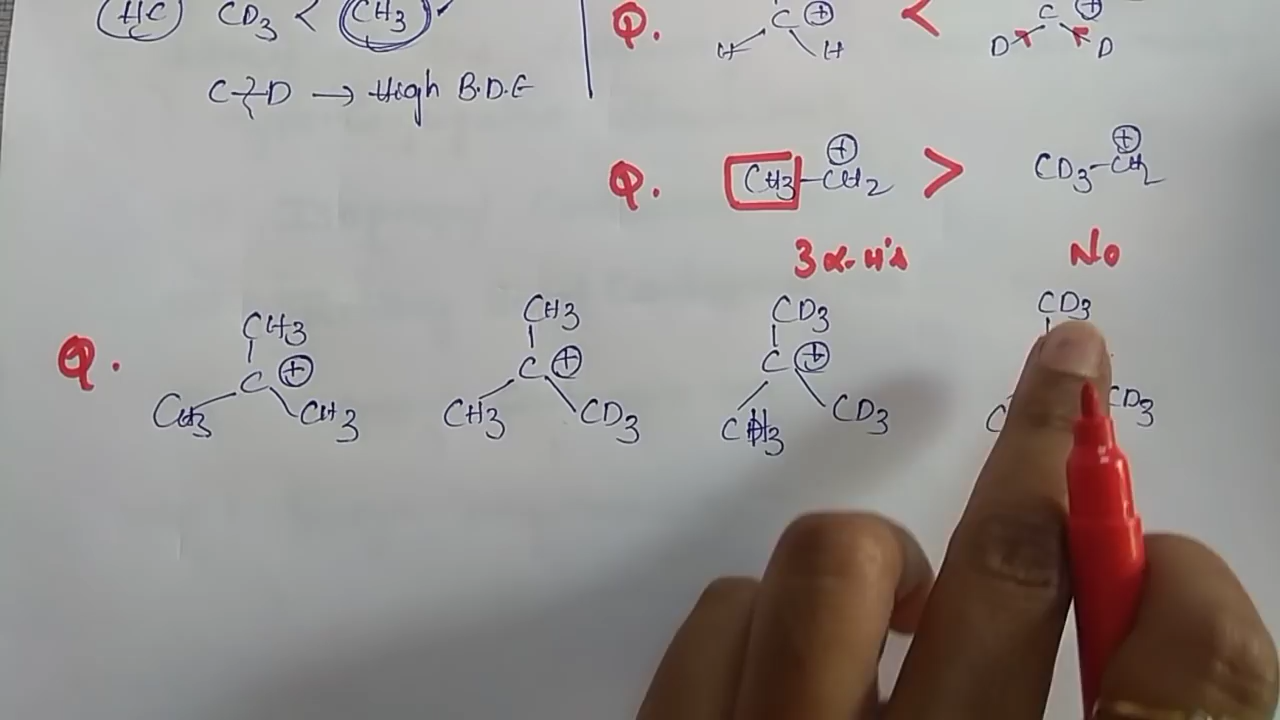 HC CD3 < CH3 ✓
C-D → High B.D.E
Q. C ⊕ < C ⊕
H H D D
Q. CH3-CH2 ⊕ > CD3-CH2 ⊕
3 α-H's No
Q.
CH3
C ⊕
CH3 CH3
CH3
C ⊕
CH3 CD3
CD3
C ⊕
CH3 CD3
CD3
C CD3